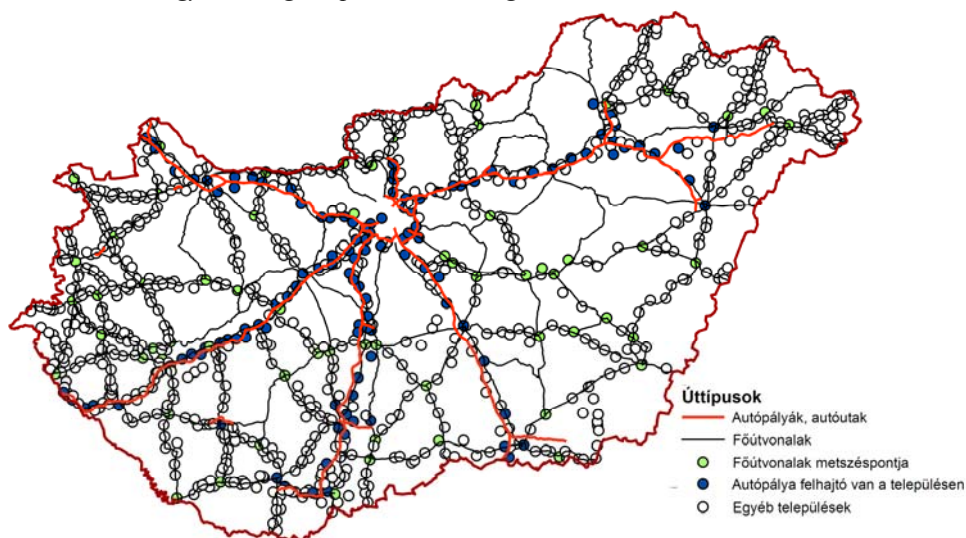 Úttípusok
Autópályák, autóutak
Főútvonalak
Főútvonalak metszéspontja
Autópálya felhajtó van a településen
Egyéb települések